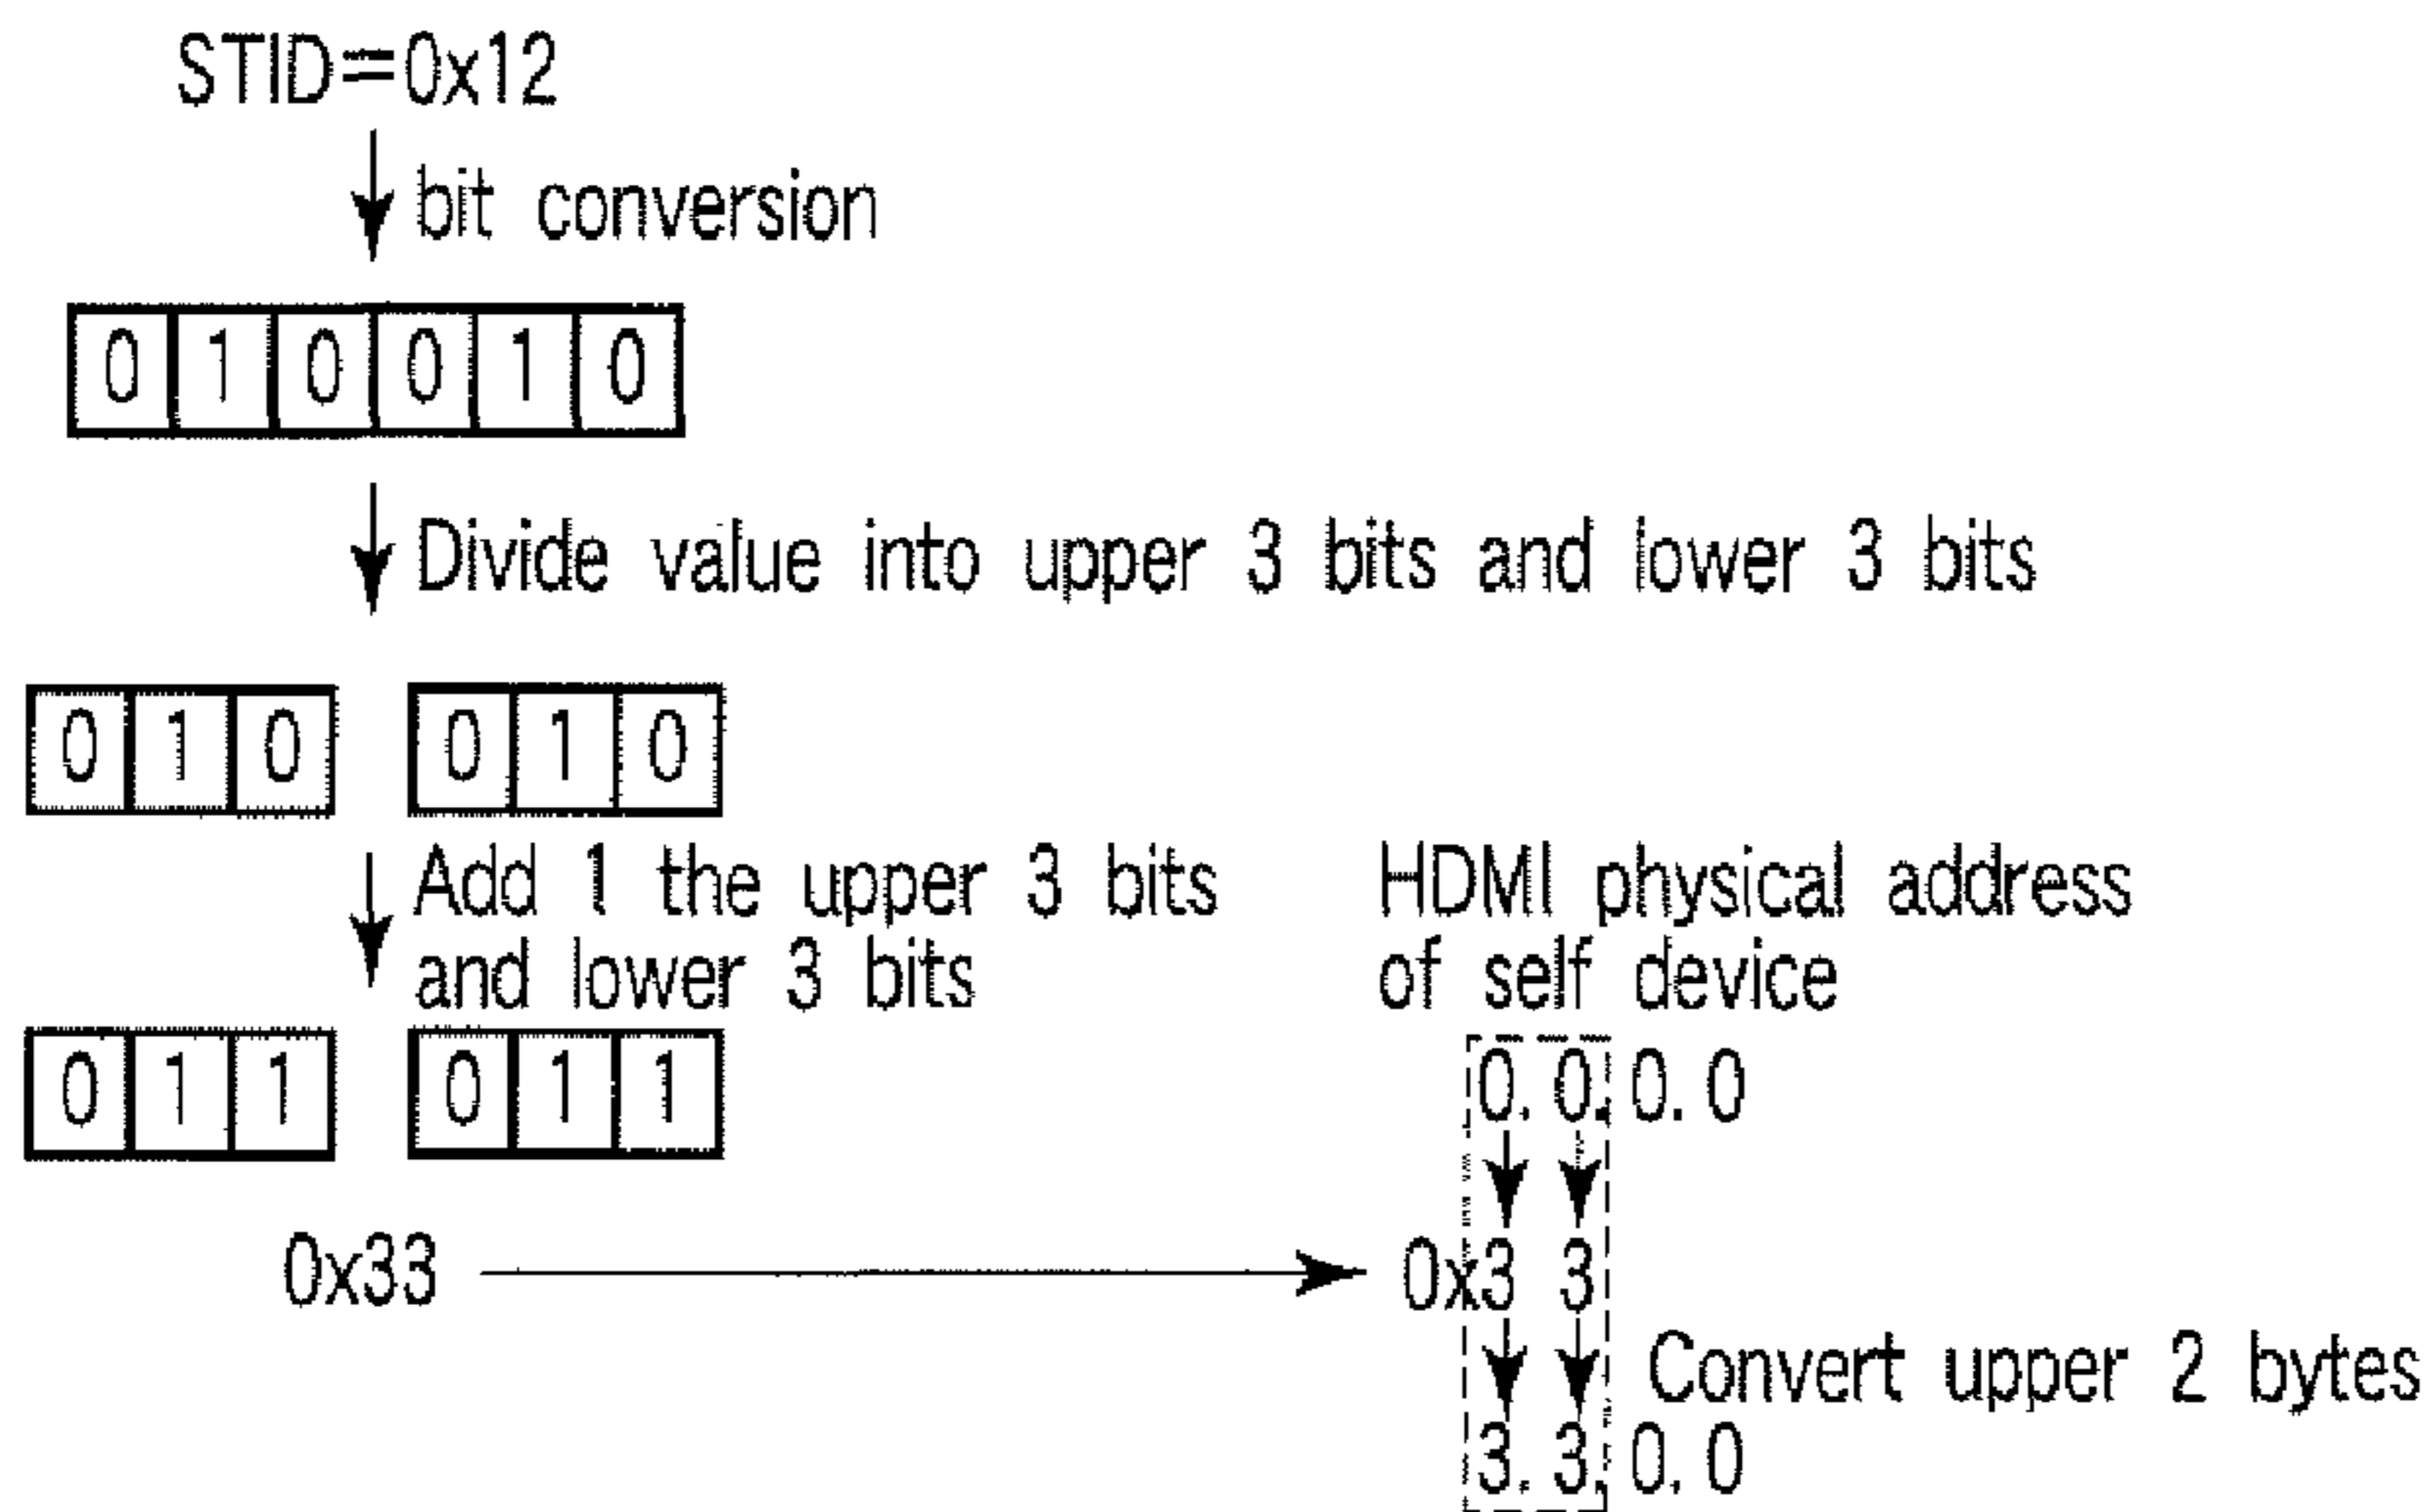 STID=0x12
bit conversion
0 1 0 0 1 0
Divide value into upper 3 bits and lower 3 bits
0 1 0 0 1 0
Add 1 the upper 3 bits
and lower 3 bits
0 1 1 0 1 1
0x33
HDMI physical address
of self device
0. 0. 0. 0
0x3 3
Convert upper 2 bytes
3. 3. 0. 0